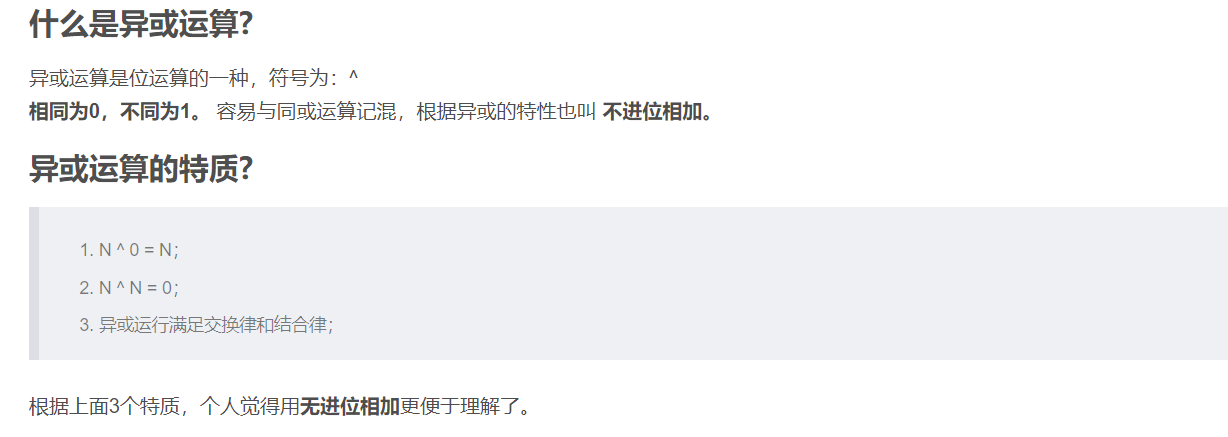 什么是异或运算?
异或运算是位运算的一种，符号为：^
相同为0，不同为1。 容易与同或运算记混，根据异或的特性也叫 不进位相加。
异或运算的特质?
1. N ^ 0 = N；
2. N ^ N = 0；
3. 异或运行满足交换律和结合律；
根据上面3个特质，个人觉得用无进位相加更便于理解了。